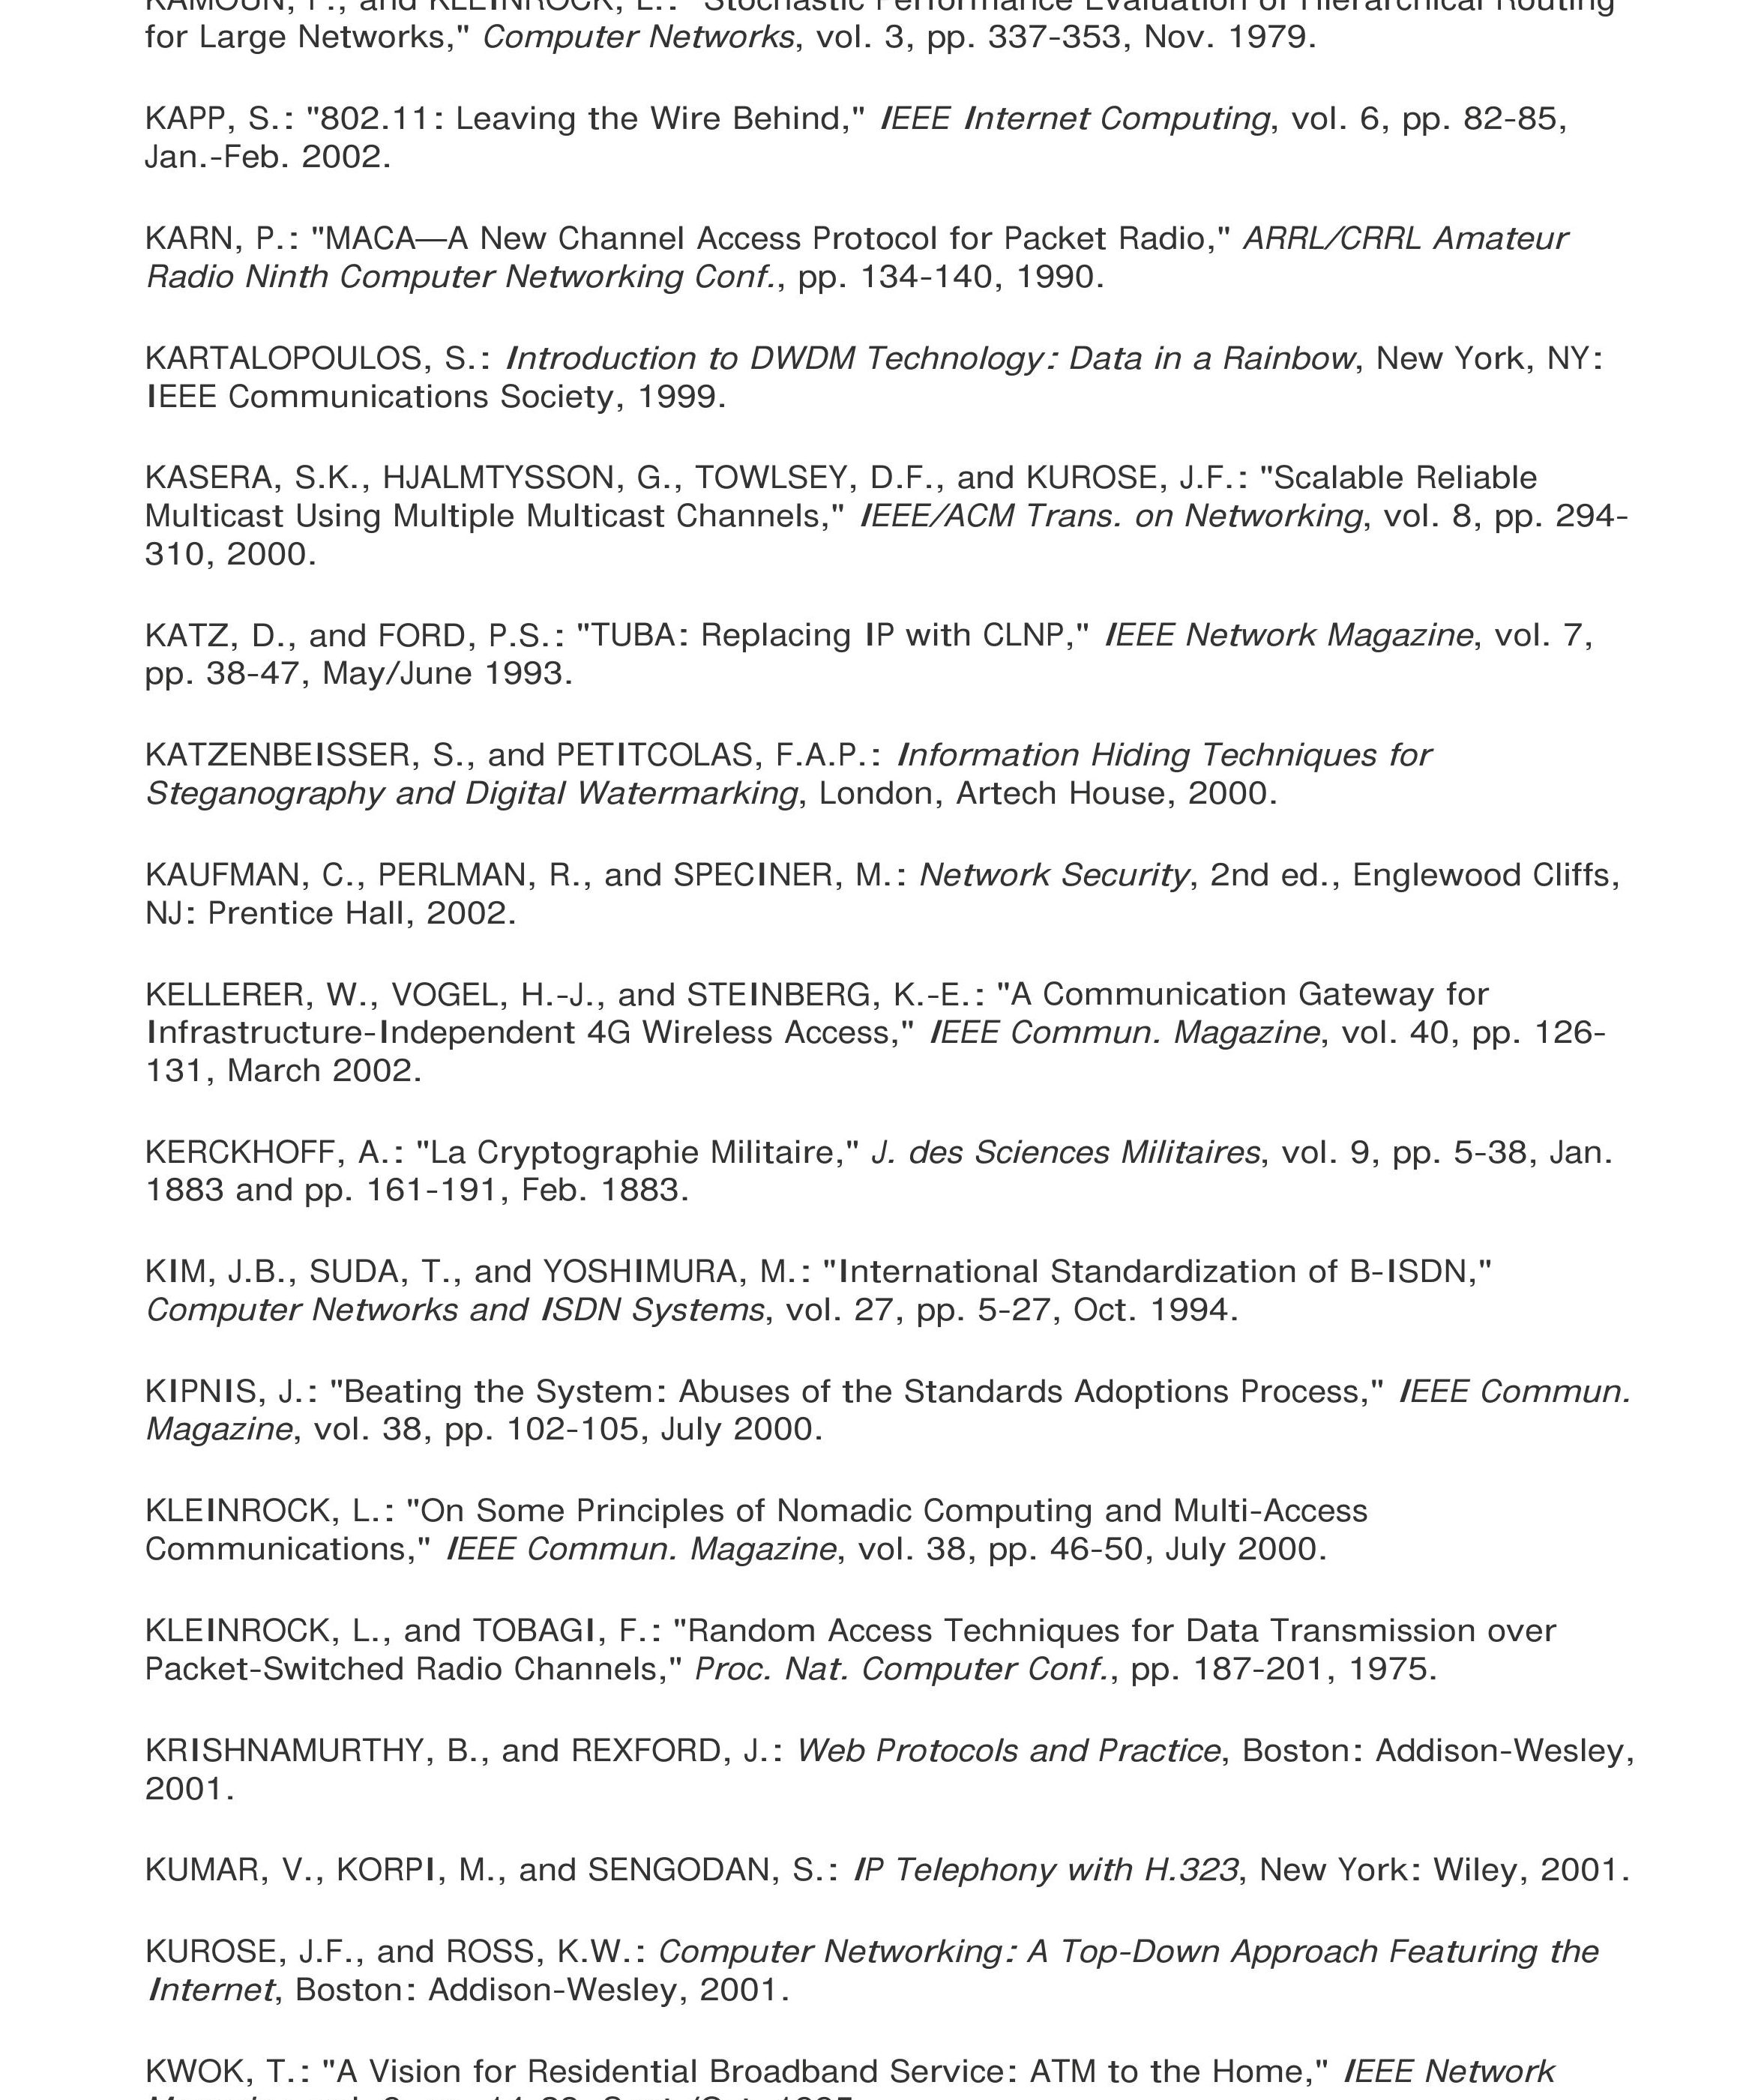 KAMOUN, F., and KLEINROCK, L.: "Stochastic Performance Evaluation of Hierarchical Routing
for Large Networks," Computer Networks, vol. 3, pp. 337-353, Nov. 1979.
KAPP, S.: "802.11: Leaving the Wire Behind," IEEE Internet Computing, vol. 6, pp. 82-85,
Jan.-Feb. 2002.
KARN, P.: "MACA—A New Channel Access Protocol for Packet Radio," ARRL/CRRL Amateur
Radio Ninth Computer Networking Conf., pp. 134-140, 1990.
KARTALOPOULOS, S.: Introduction to DWDM Technology: Data in a Rainbow, New York, NY:
IEEE Communications Society, 1999.
KASERA, S.K., HJALMTYSSON, G., TOWLSEY, D.F., and KUROSE, J.F.: "Scalable Reliable
Multicast Using Multiple Multicast Channels," IEEE/ACM Trans. on Networking, vol. 8, pp. 294-
310, 2000.
KATZ, D., and FORD, P.S.: "TUBA: Replacing IP with CLNP," IEEE Network Magazine, vol. 7,
pp. 38-47, May/June 1993.
KATZENBEISSER, S., and PETITCOLAS, F.A.P.: Information Hiding Techniques for
Steganography and Digital Watermarking, London, Artech House, 2000.
KAUFMAN, C., PERLMAN, R., and SPECINER, M.: Network Security, 2nd ed., Englewood Cliffs,
NJ: Prentice Hall, 2002.
KELLERER, W., VOGEL, H.-J., and STEINBERG, K.-E.: "A Communication Gateway for
Infrastructure-Independent 4G Wireless Access," IEEE Commun. Magazine, vol. 40, pp. 126-
131, March 2002.
KERCKHOFF, A.: "La Cryptographie Militaire," J. des Sciences Militaires, vol. 9, pp. 5-38, Jan.
1883 and pp. 161-191, Feb. 1883.
KIM, J.B., SUDA, T., and YOSHIMURA, M.: "International Standardization of B-ISDN,"
Computer Networks and ISDN Systems, vol. 27, pp. 5-27, Oct. 1994.
KIPNIS, J.: "Beating the System: Abuses of the Standards Adoptions Process," IEEE Commun.
Magazine, vol. 38, pp. 102-105, July 2000.
KLEINROCK, L.: "On Some Principles of Nomadic Computing and Multi-Access
Communications," IEEE Commun. Magazine, vol. 38, pp. 46-50, July 2000.
KLEINROCK, L., and TOBAGI, F.: "Random Access Techniques for Data Transmission over
Packet-Switched Radio Channels," Proc. Nat. Computer Conf., pp. 187-201, 1975.
KRISHNAMURTHY, B., and REXFORD, J.: Web Protocols and Practice, Boston: Addison-Wesley,
2001.
KUMAR, V., KORPI, M., and SENGODAN, S.: IP Telephony with H.323, New York: Wiley, 2001.
KUROSE, J.F., and ROSS, K.W.: Computer Networking: A Top-Down Approach Featuring the
Internet, Boston: Addison-Wesley, 2001.
KWOK, T.: "A Vision for Residential Broadband Service: ATM to the Home," IEEE Network